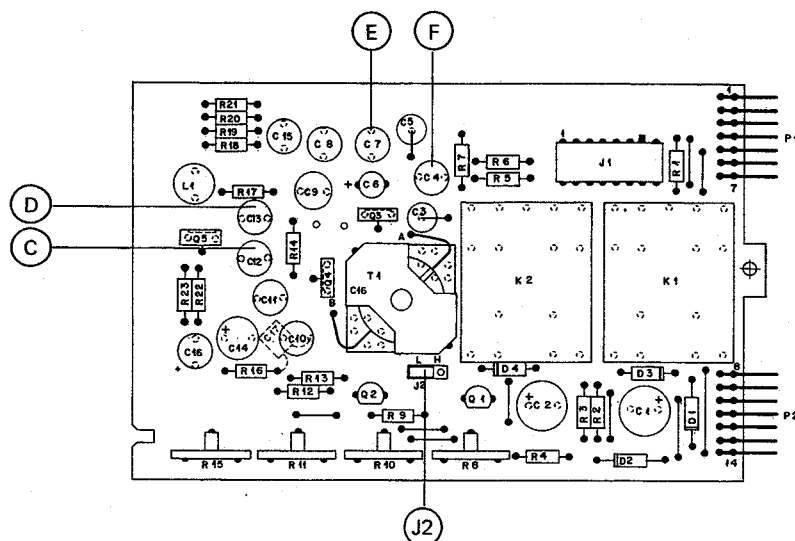 E
F
1
R21
R20
R19
R18
C15
C8
C7
C5
P1
1
J1
R7
R6
R5
R1
L1
R17
C9
+
C6
C4
7
D
C13
Q3
C3
C
Q5
C12
R14
A
T1
C16
K2
K1
Q4
R23
R22
C11
B
+
C14
C10
C16
+
L
H
J2
D4
D3
8
R16
R13
R12
Q2
Q1
R9
+
C2
R3
R2
+
C1
D1
P2
R15
R11
R10
R8
R4
D2
14
J2